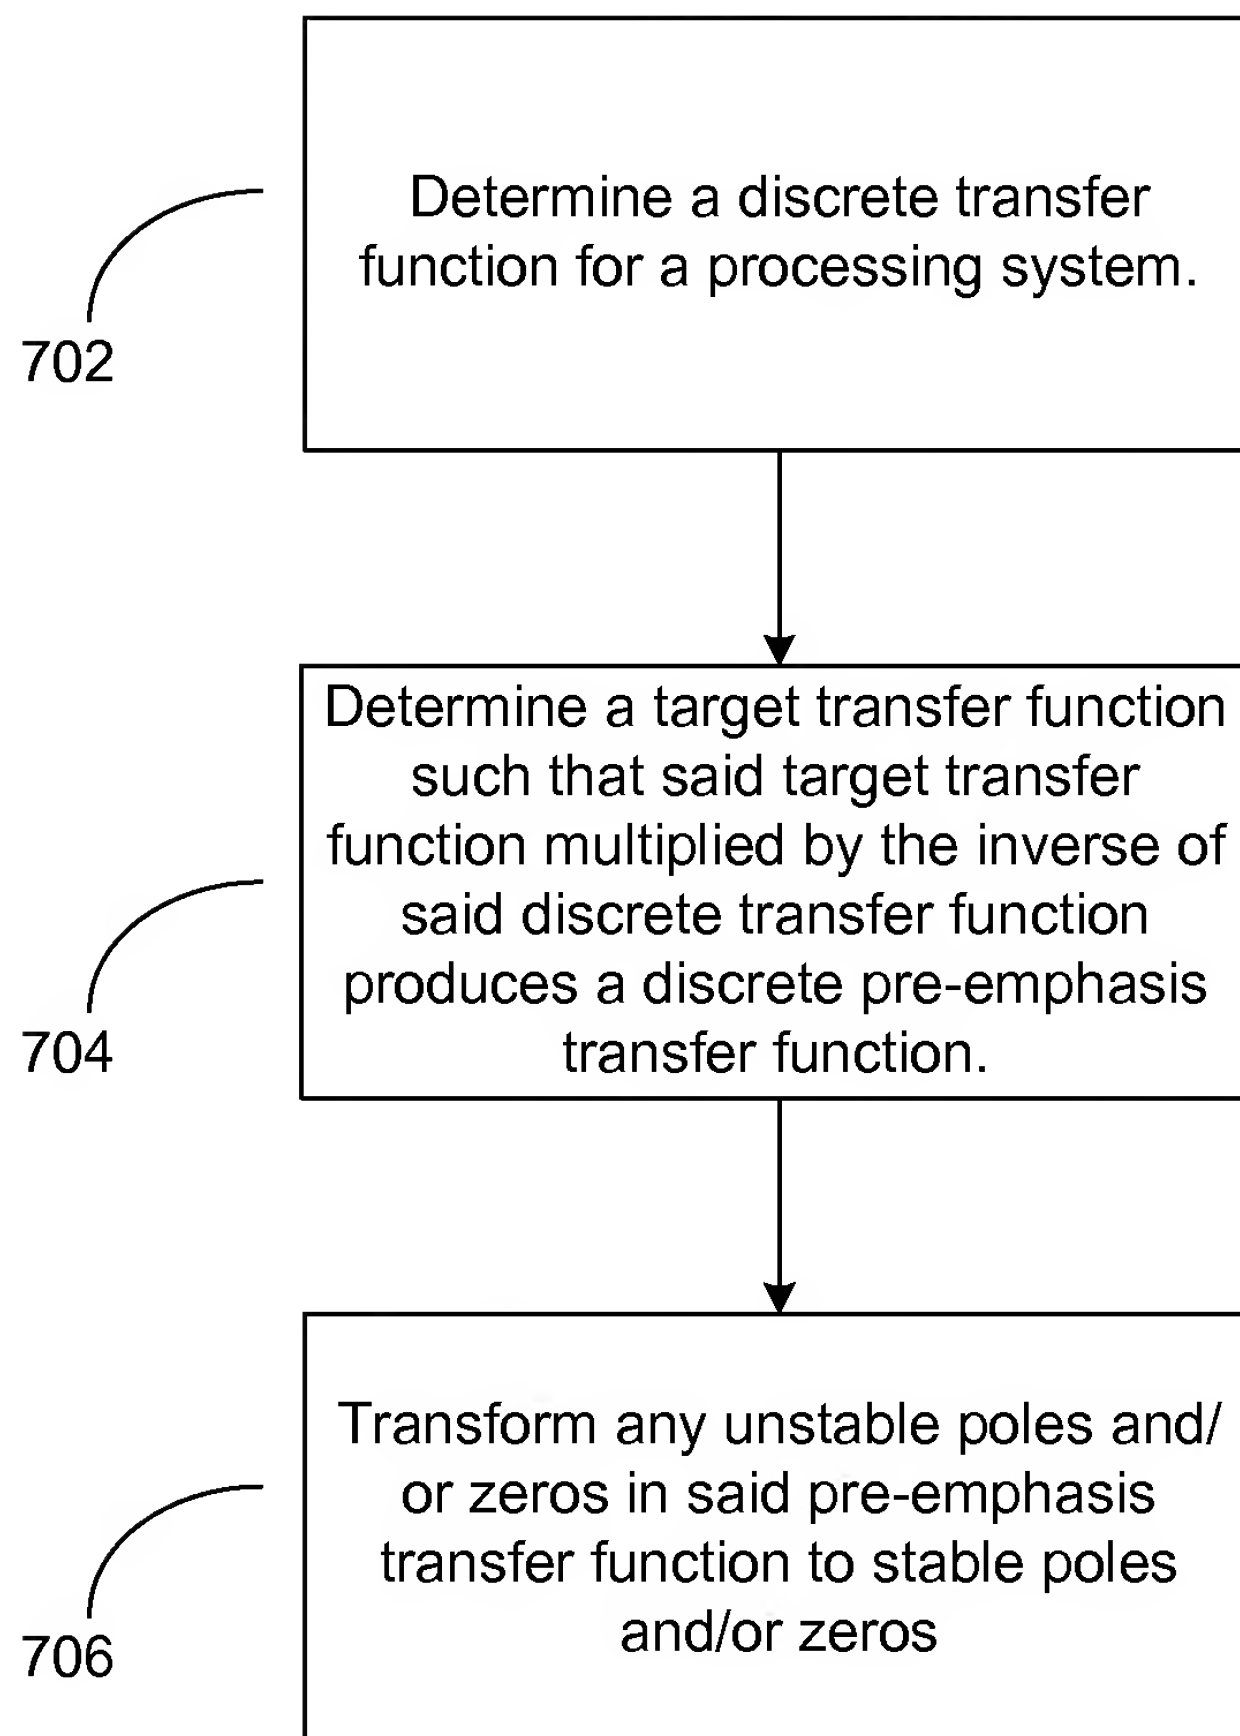 Determine a discrete transfer
function for a processing system.
702
Determine a target transfer function
such that said target transfer
function multiplied by the inverse of
said discrete transfer function
produces a discrete pre-emphasis
transfer function.
704
Transform any unstable poles and/
or zeros in said pre-emphasis
transfer function to stable poles
and/or zeros
706